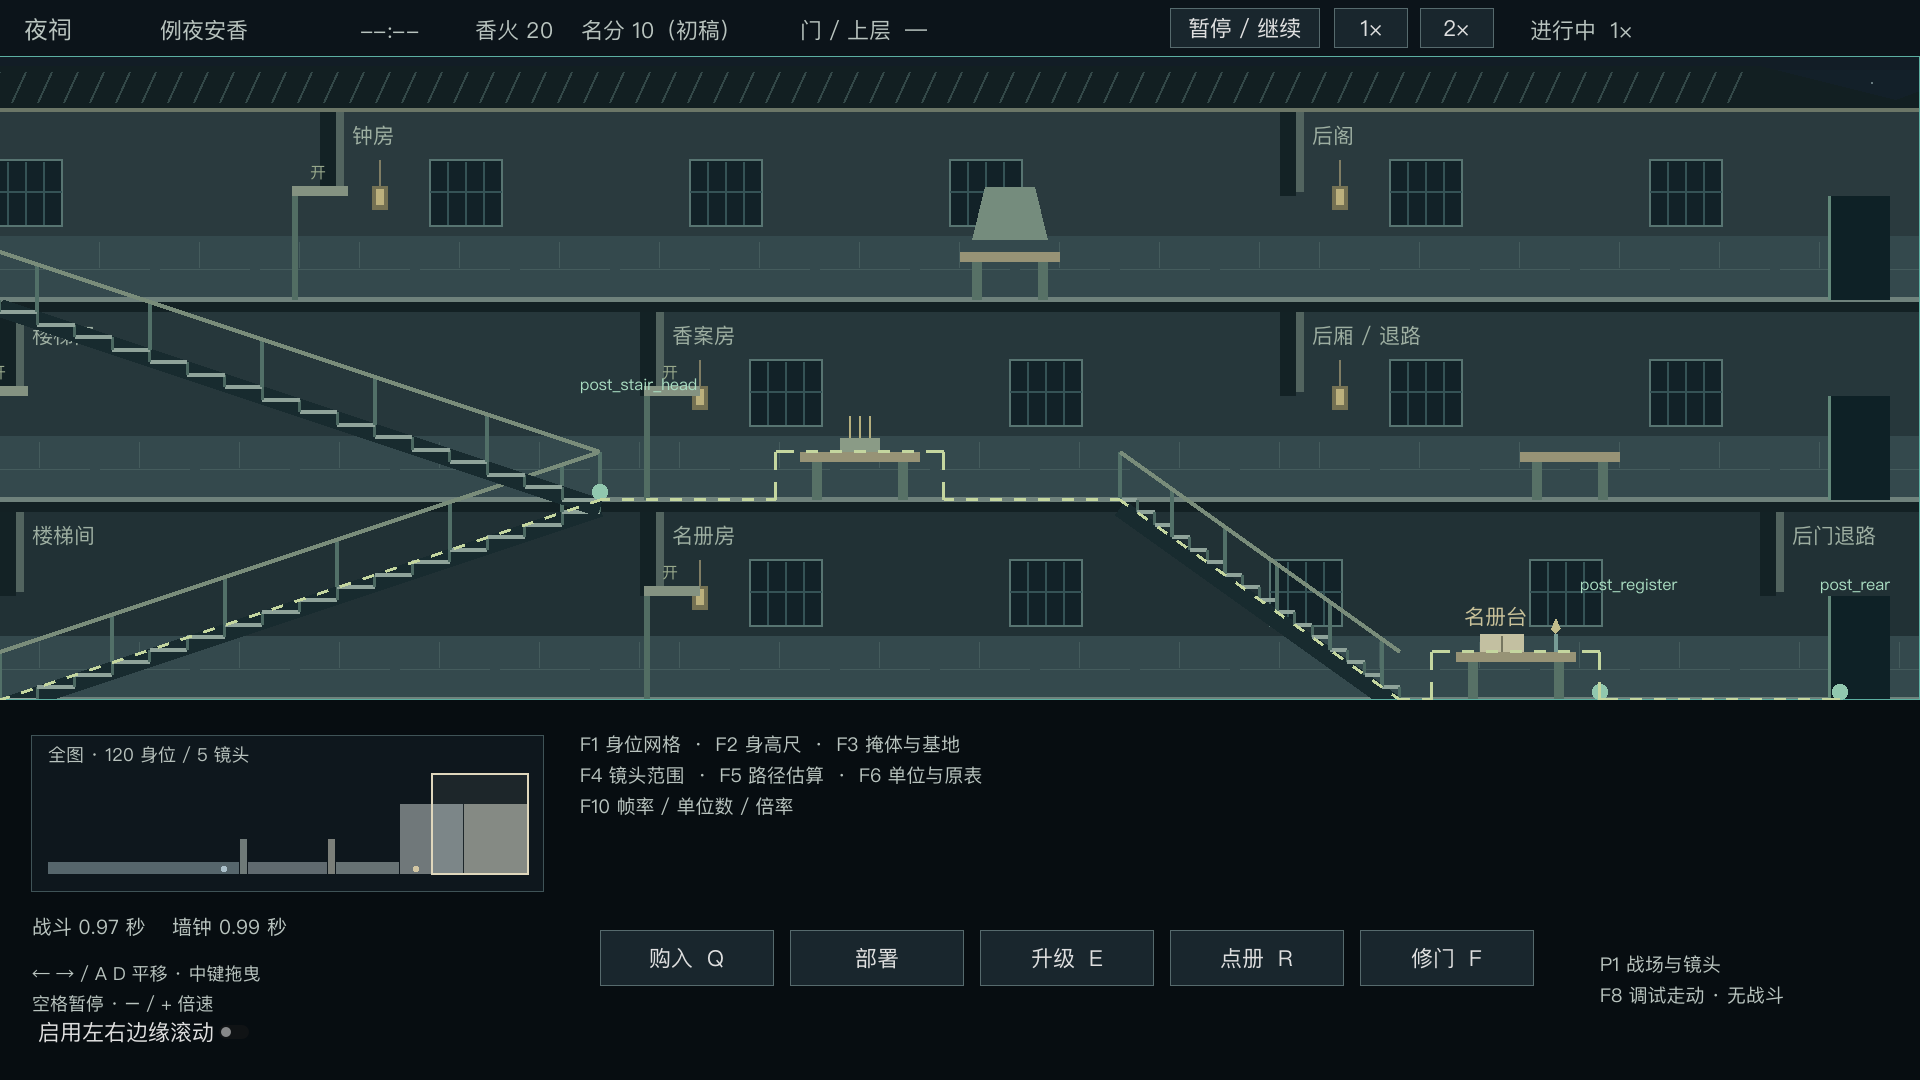 夜祠 例夜安香 --:-- 香火 20 名分 10（初稿） 门 / 上层 — 暂停 / 继续 1× 2× 进行中 1×
钟房 后阁
开
香案房 后厢 / 退路
开
post_stair_head
楼梯间 名册房 后门退路
开
post_register post_rear
名册台
全图 · 120 身位 / 5 镜头
F1 身位网格 · F2 身高尺 · F3 掩体与基地
F4 镜头范围 · F5 路径估算 · F6 单位与原表
F10 帧率 / 单位数 / 倍率
战斗 0.97 秒 墙钟 0.99 秒
购入 Q 部署 升级 E 点册 R 修门 F
←→ / A D 平移 · 中键拖曳
空格暂停 · − / + 倍速
启用左右边缘滚动
P1 战场与镜头
F8 调试走动 · 无战斗